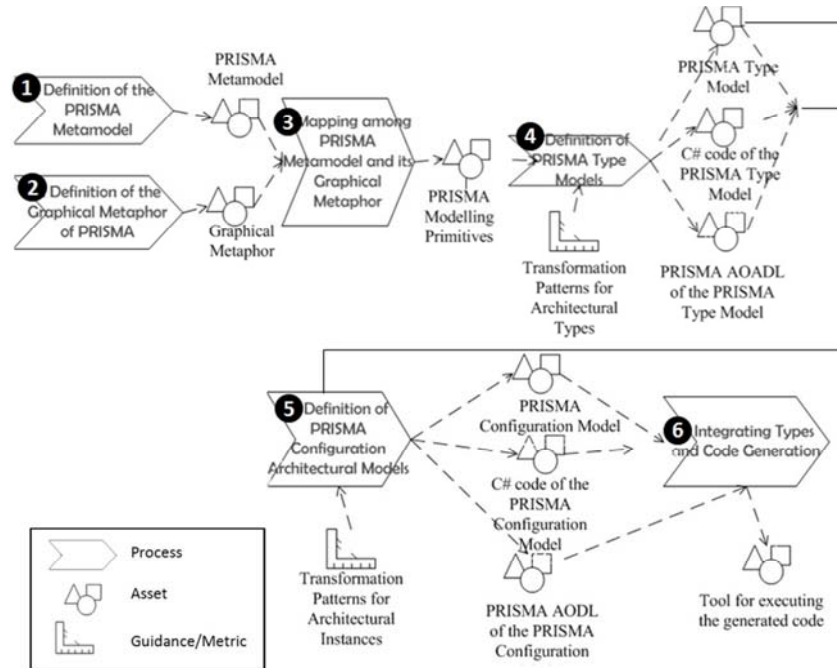 PRISMA
Metamodel
1 Definition of the
PRISMA
Metamodel
2 Definition of the
Graphical Metaphor
of PRISMA
Graphical
Metaphor
3 Mapping among
PRISMA
Metamodel and its
Graphical
Metaphor
PRISMA
Modelling
Primitives
4 Definition of
PRISMA Type
Models
Transformation
Patterns for
Architectural
Types
PRISMA Type
Model
C# code of the
PRISMA Type
Model
PRISMA AOADL
of the PRISMA
Type Model
5 Definition of
PRISMA
Configuration
Architectural Models
Transformation
Patterns for
Architectural
Instances
PRISMA
Configuration Model
C# code of the
PRISMA
Configuration
Model
PRISMA AODL
of the PRISMA
Configuration
6 Integrating Types
and Code Generation
Tool for executing
the generated code
Process
Asset
Guidance/Metric